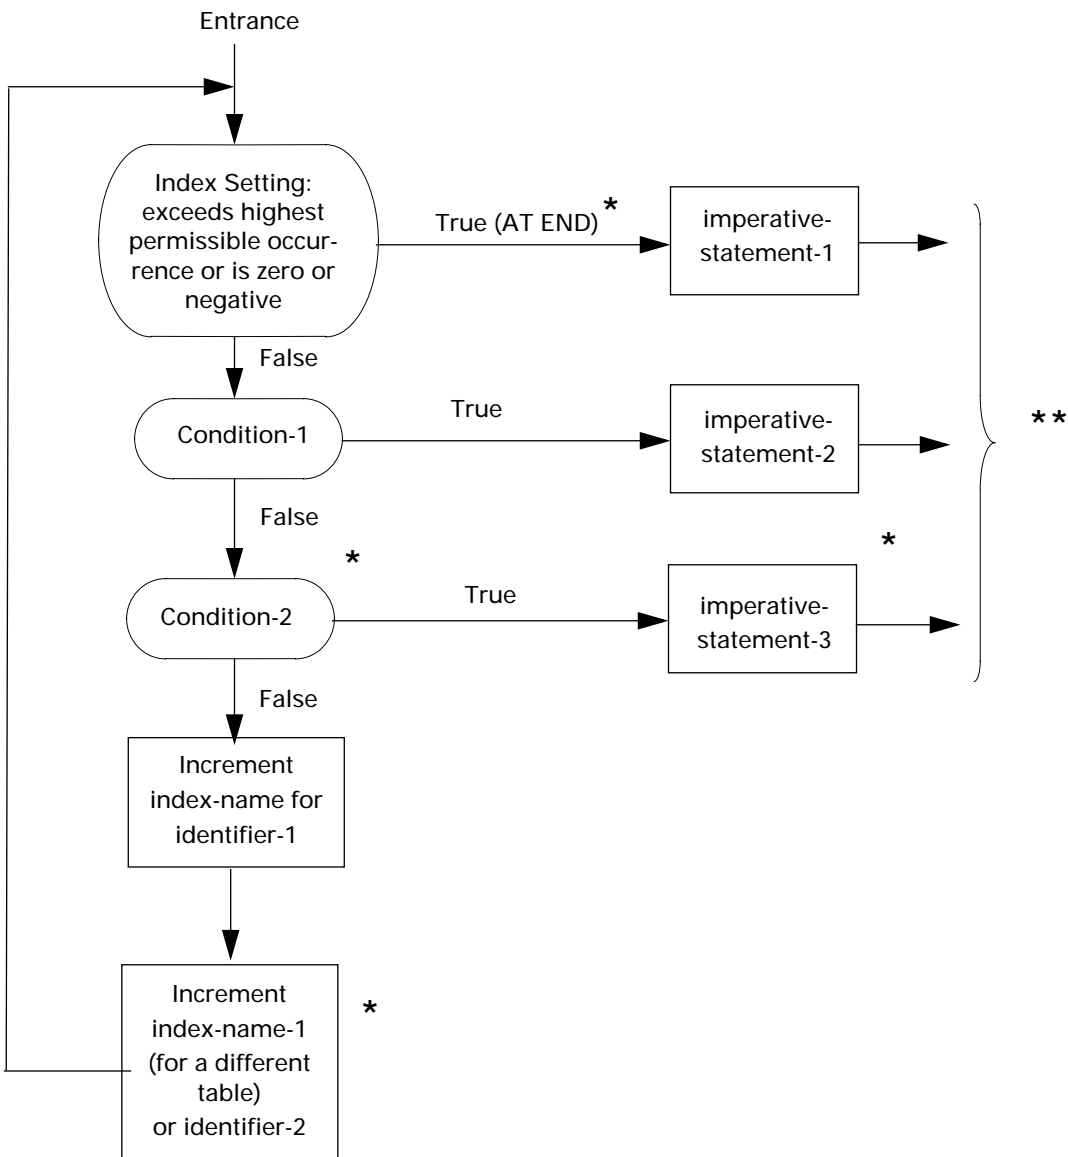 Entrance
Index Setting:
exceeds highest
permissible occur-
rence or is zero or
negative
True (AT END)
*
imperative-
statement-1
False
Condition-1
True
imperative-
statement-2
**
False
*
Condition-2
True
*
imperative-
statement-3
False
Increment
index-name for
identifier-1
Increment
index-name-1
(for a different
table)
or identifier-2
*